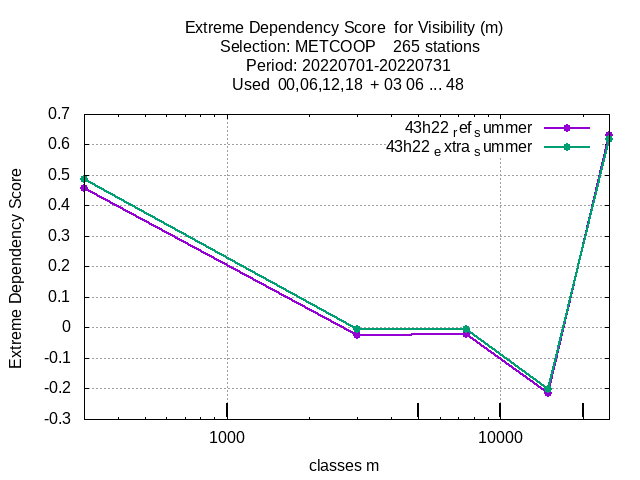 Extreme Dependency Score  for Visibility (m)
Selection: METCOOP    265 stations
Period: 20220701-20220731
Used  00,06,12,18  + 03 06 ... 48
43h22 ref summer
43h22 extra summer
0.7
0.6
0.5
0.4
0.3
0.2
0.1
0
-0.1
-0.2
-0.3
Extreme Dependency Score
1000
10000
classes m